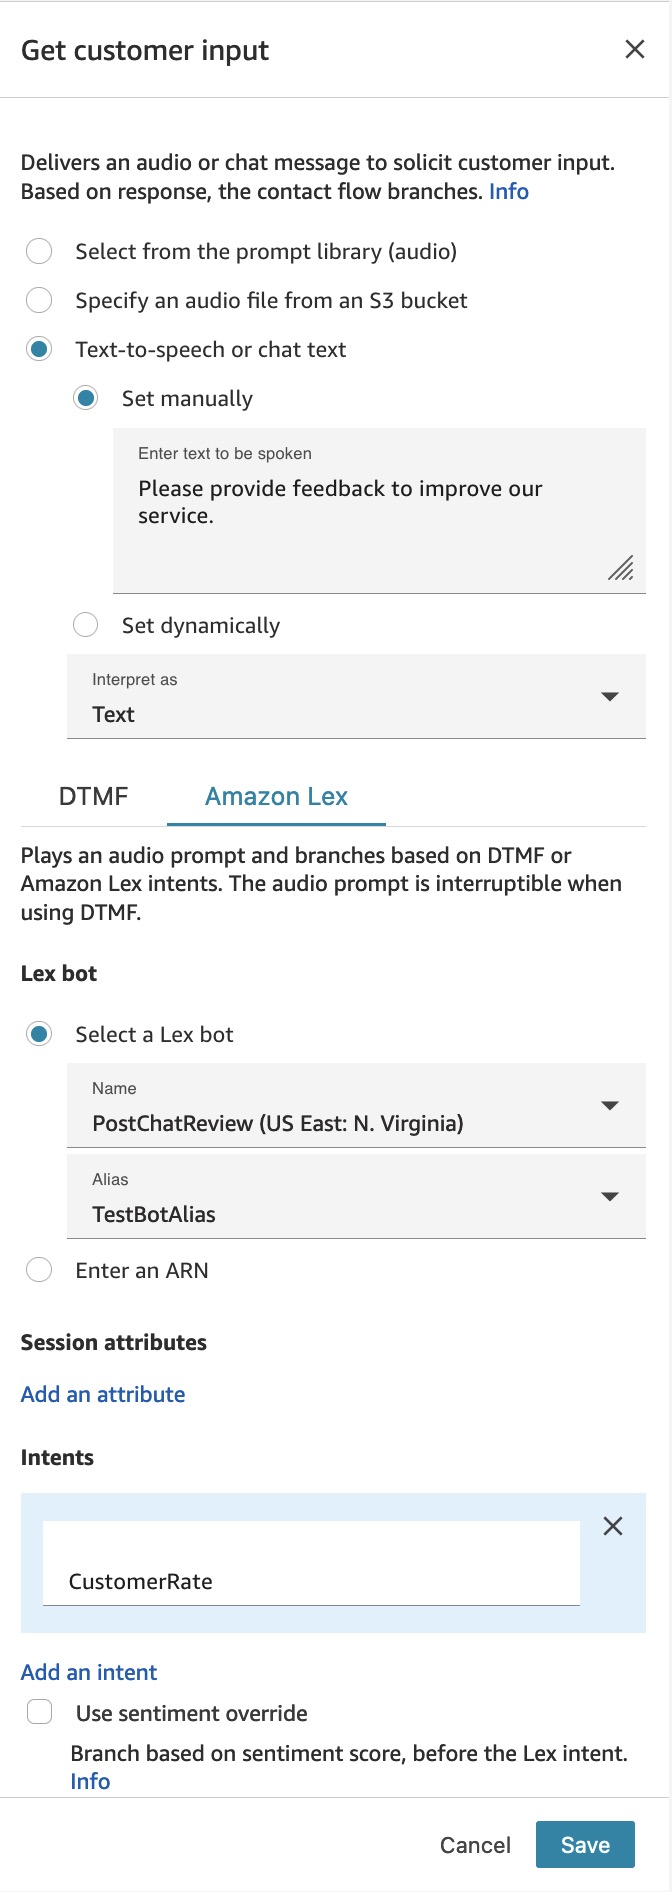 Get customer input
Delivers an audio or chat message to solicit customer input.
Based on response, the contact flow branches. Info
Select from the prompt library (audio)
Specify an audio file from an S3 bucket
Text-to-speech or chat text
Set manually
Enter text to be spoken
Please provide feedback to improve our
service.
Set dynamically
Interpret as
Text
DTMF Amazon Lex
Plays an audio prompt and branches based on DTMF or
Amazon Lex intents. The audio prompt is interruptible when
using DTMF.
Lex bot
Select a Lex bot
Name
PostChatReview (US East: N. Virginia)
Alias
TestBotAlias
Enter an ARN
Session attributes
Add an attribute
Intents
CustomerRate
Add an intent
Use sentiment override
Branch based on sentiment score, before the Lex intent.
Info
Cancel Save